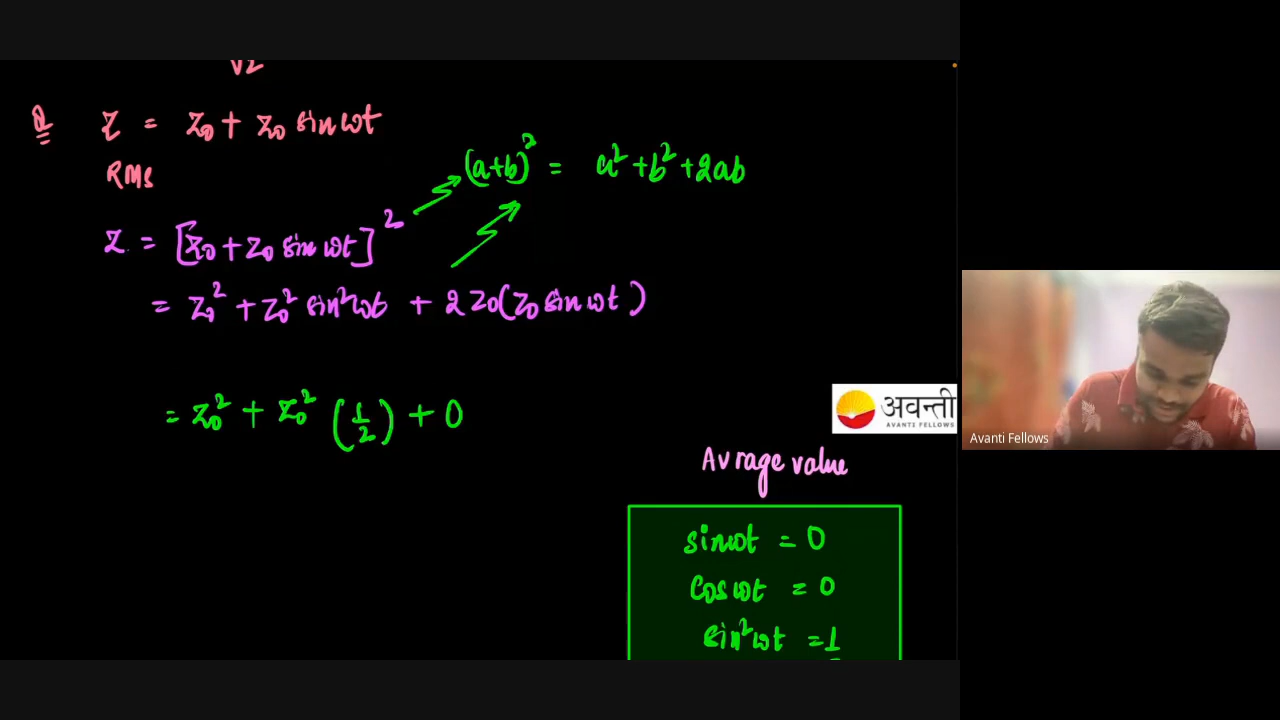 √2
Q Z = Z₀ + Z₀ sin ωt
RMS
(a+b)² = a² + b² + 2ab
Z = [Z₀ + Z₀ sin ωt]²
= Z₀² + Z₀² sin²ωt + 2 Z₀(Z₀ sin ωt)
= Z₀² + Z₀² (1/2) + 0
अवन्ती
AVANTI FELLOWS
Avanti Fellows
Avrage value
sin ωt = 0
Cos ωt = 0
sin²ωt = 1